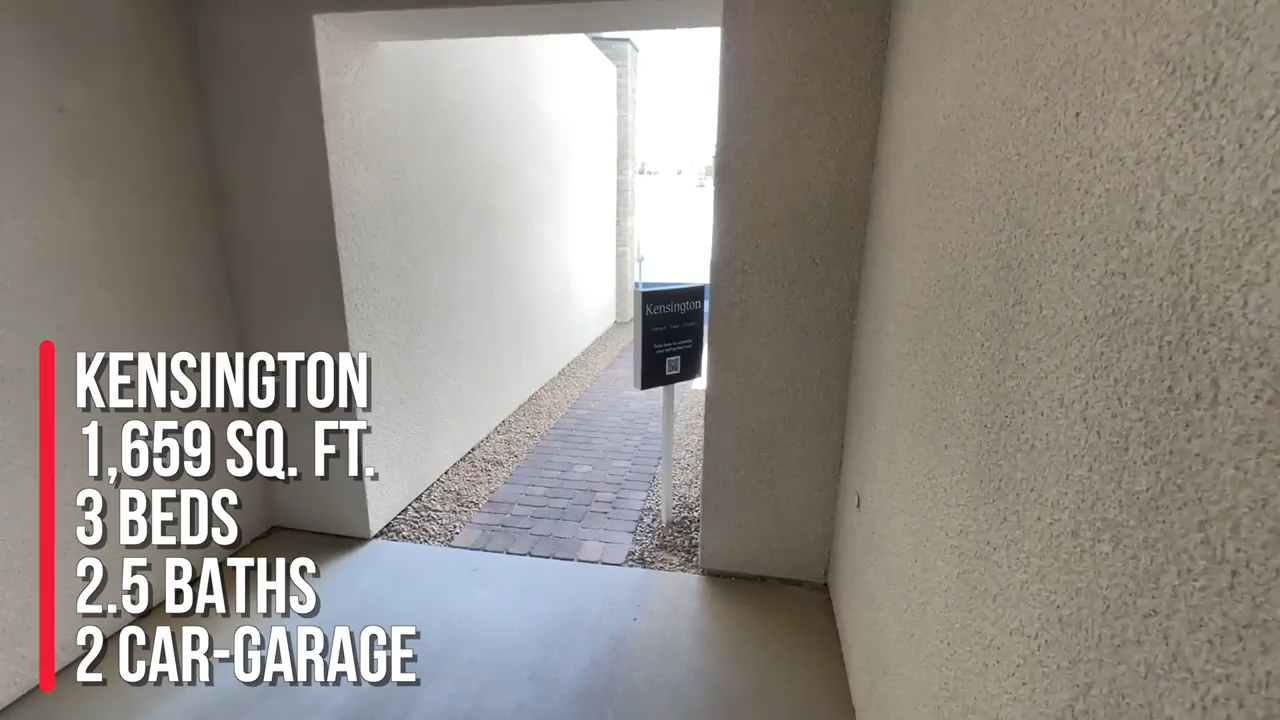 KENSINGTON
1,659 SQ. FT.
3 BEDS
2.5 BATHS
2 CAR-GARAGE
Kensington